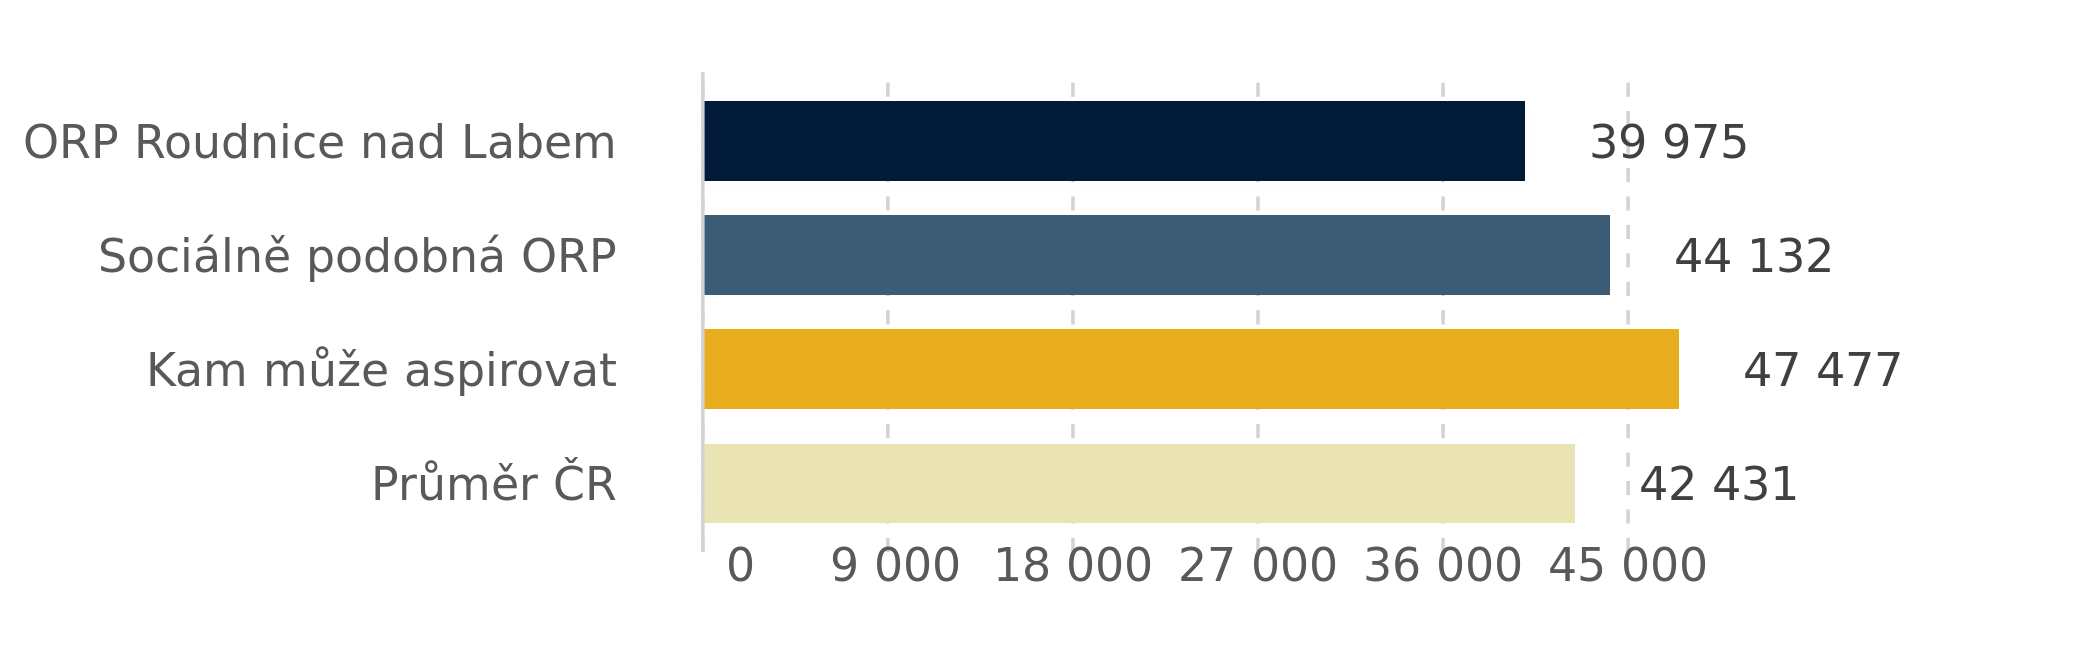 ORP Roudnice nad Labem 39 975
Sociálně podobná ORP 44 132
Kam může aspirovat 47 477
Průměr ČR 42 431
0 9 000 18 000 27 000 36 000 45 000